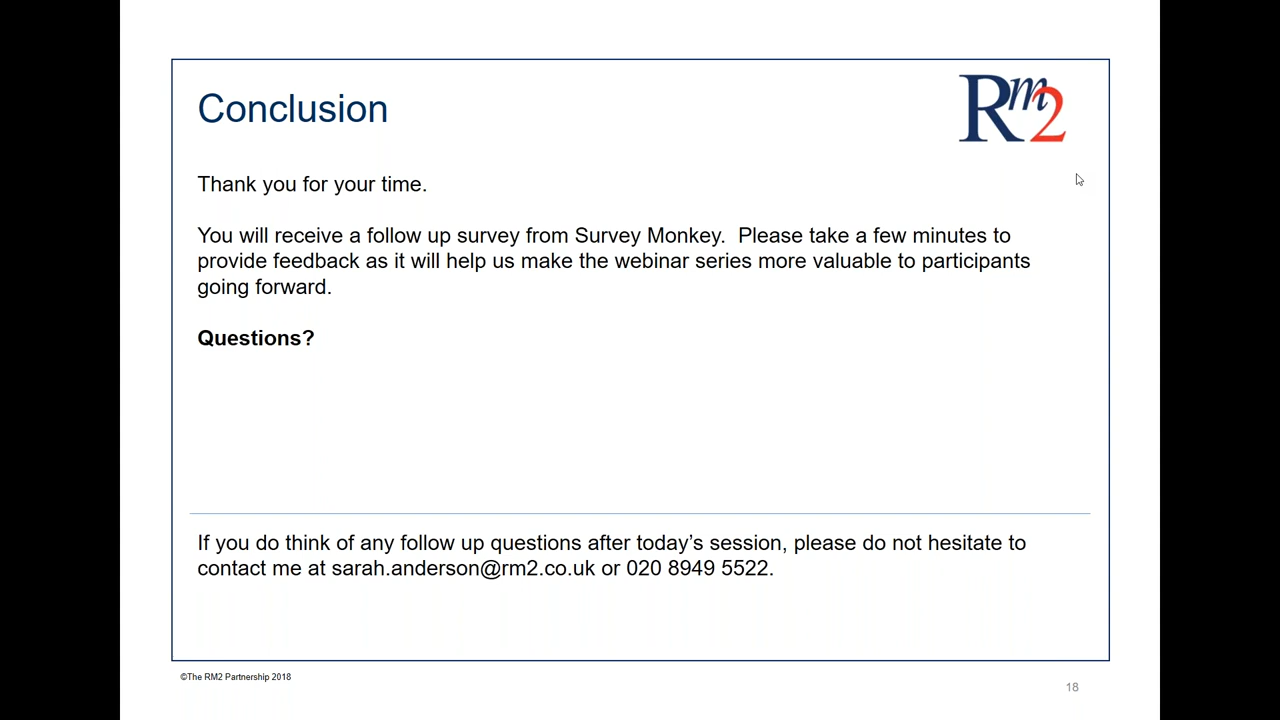 Conclusion
Rm2
Thank you for your time.
You will receive a follow up survey from Survey Monkey.  Please take a few minutes to
provide feedback as it will help us make the webinar series more valuable to participants
going forward.
Questions?
If you do think of any follow up questions after today’s session, please do not hesitate to
contact me at sarah.anderson@rm2.co.uk or 020 8949 5522.
©The RM2 Partnership 2018
18